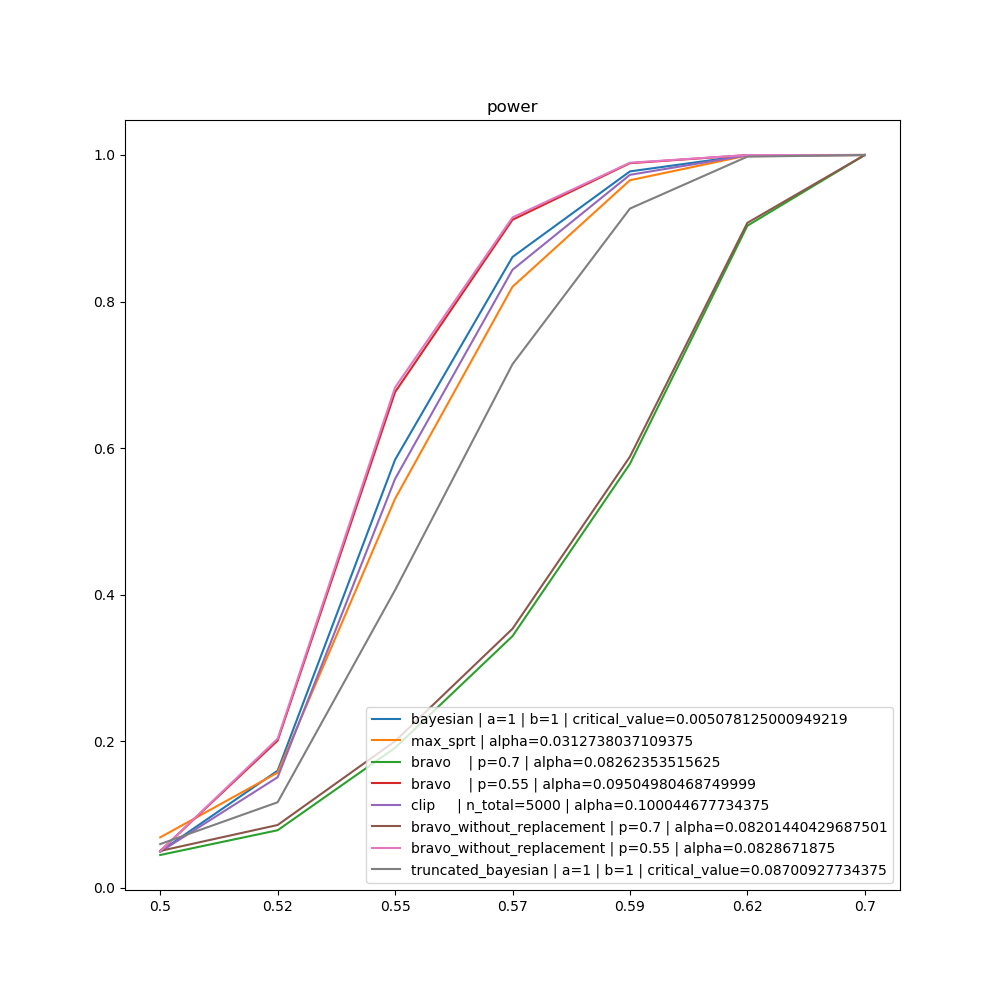 power
1.0
0.8
0.6
0.4
0.2
0.0
bayesian | a=1 | b=1 | critical_value=0.005078125000949219
max_sprt | alpha=0.0312738037109375
bravo    | p=0.7 | alpha=0.08262353515625
bravo    | p=0.55 | alpha=0.09504980468749999
clip     | n_total=5000 | alpha=0.100044677734375
bravo_without_replacement | p=0.7 | alpha=0.08201440429687501
bravo_without_replacement | p=0.55 | alpha=0.0828671875
truncated_bayesian | a=1 | b=1 | critical_value=0.08700927734375
0.5 0.52 0.55 0.57 0.59 0.62 0.7